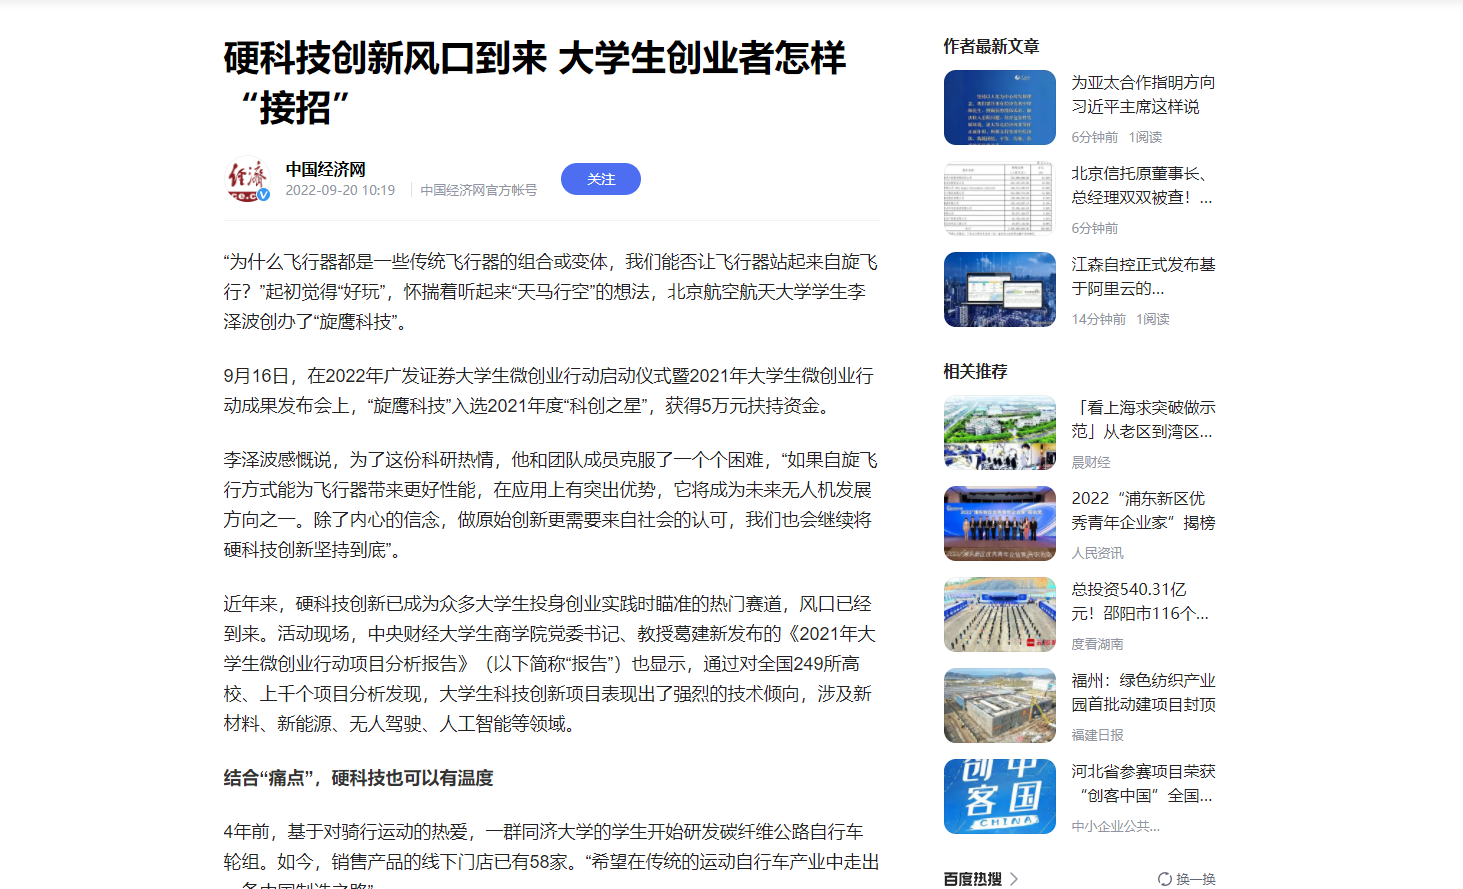 硬科技创新风口到来 大学生创业者怎样
“接招”
中国经济网
2022-09-20 10:19
中国经济网官方帐号
关注
“为什么飞行器都是一些传统飞行器的组合或变体，我们能否让飞行器站起来自旋飞
行？”起初觉得“好玩”，怀揣着听起来“天马行空”的想法，北京航空航天大学学生李
泽波创办了“旋鹰科技”。
9月16日，在2022年广发证券大学生微创业行动启动仪式暨2021年大学生微创业行
动成果发布会上，“旋鹰科技”入选2021年度“科创之星”，获得5万元扶持资金。
李泽波感慨说，为了这份科研热情，他和团队成员克服了一个个困难，“如果自旋飞
行方式能为飞行器带来更好性能，在应用上有突出优势，它将成为未来无人机发展
方向之一。除了内心的信念，做原始创新更需要来自社会的认可，我们也会继续将
硬科技创新坚持到底”。
近年来，硬科技创新已成为众多大学生投身创业实践时瞄准的热门赛道，风口已经
到来。活动现场，中央财经大学生商学院党委书记、教授葛建新发布的《2021年大
学生微创业行动项目分析报告》（以下简称“报告”）也显示，通过对全国249所高
校、上千个项目分析发现，大学生科技创新项目表现出了强烈的技术倾向，涉及新
材料、新能源、无人驾驶、人工智能等领域。
结合“痛点”，硬科技也可以有温度
4年前，基于对骑行运动的热爱，一群同济大学的学生开始研发碳纤维公路自行车
轮组。如今，销售产品的线下门店已有58家。“希望在传统的运动自行车产业中走出
一条中国制造之路”
作者最新文章
为亚太合作指明方向
习近平主席这样说
6分钟前 1阅读
北京信托原董事长、
总经理双双被查！...
6分钟前
江森自控正式发布基
于阿里云的...
14分钟前 1阅读
相关推荐
「看上海求突破做示
范」从老区到湾区...
晨财经
2022“浦东新区优
秀青年企业家”揭榜
人民资讯
总投资540.31亿
元！邵阳市116个...
度看湖南
福州：绿色纺织产业
园首批动建项目封顶
福建日报
创中
客国
CHINA
河北省参赛项目荣获
“创客中国”全国...
中小企业公共...
百度热搜
换一换